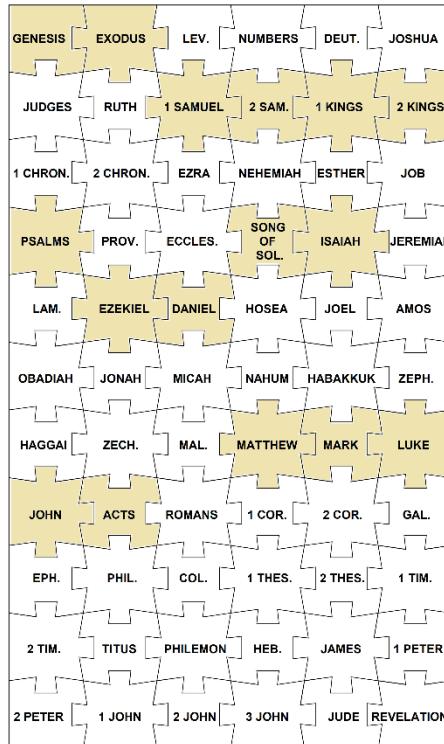 GENESIS EXODUS LEV. NUMBERS DEUT. JOSHUA
JUDGES RUTH 1 SAMUEL 2 SAM. 1 KINGS 2 KINGS
1 CHRON. 2 CHRON. EZRA NEHEMIAH ESTHER JOB
PSALMS PROV. ECCLES. SONG OF SOL. ISAIAH JEREMIAH
LAM. EZEKIEL DANIEL HOSEA JOEL AMOS
OBADIAH JONAH MICAH NAHUM HABAKKUK ZEPH.
HAGGAI ZECH. MAL. MATTHEW MARK LUKE
JOHN ACTS ROMANS 1 COR. 2 COR. GAL.
EPH. PHIL. COL. 1 THES. 2 THES. 1 TIM.
2 TIM. TITUS PHILEMON HEB. JAMES 1 PETER
2 PETER 1 JOHN 2 JOHN 3 JOHN JUDE REVELATION